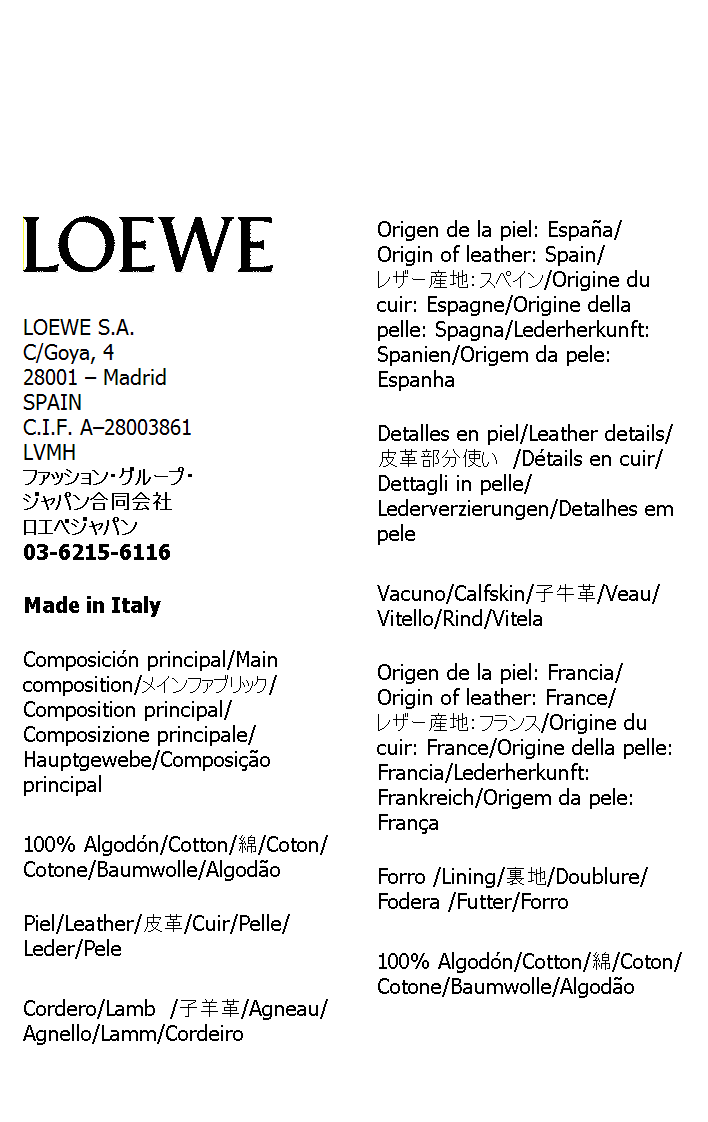 LOEWE
LOEWE S.A.
C/Goya, 4
28001 – Madrid
SPAIN
C.I.F. A–28003861
LVMH
ファッション・グループ・
ジャパン合同会社
ロエベジャパン
03-6215-6116
Made in Italy
Composición principal/Main
composition/メインファブリック/
Composition principal/
Composizione principale/
Hauptgewebe/Composição
principal
100% Algodón/Cotton/綿/Coton/
Cotone/Baumwolle/Algodão
Piel/Leather/皮革/Cuir/Pelle/
Leder/Pele
Cordero/Lamb /子羊革/Agneau/
Agnello/Lamm/Cordeiro
Origen de la piel: España/
Origin of leather: Spain/
レザー産地：スペイン/Origine du
cuir: Espagne/Origine della
pelle: Spagna/Lederherkunft:
Spanien/Origem da pele:
Espanha
Detalles en piel/Leather details/
皮革部分使い /Détails en cuir/
Dettagli in pelle/
Lederverzierungen/Detalhes em
pele
Vacuno/Calfskin/子牛革/Veau/
Vitello/Rind/Vitela
Origen de la piel: Francia/
Origin of leather: France/
レザー産地：フランス/Origine du
cuir: France/Origine della pelle:
Francia/Lederherkunft:
Frankreich/Origem da pele:
França
Forro /Lining/裏地/Doublure/
Fodera /Futter/Forro
100% Algodón/Cotton/綿/Coton/
Cotone/Baumwolle/Algodão